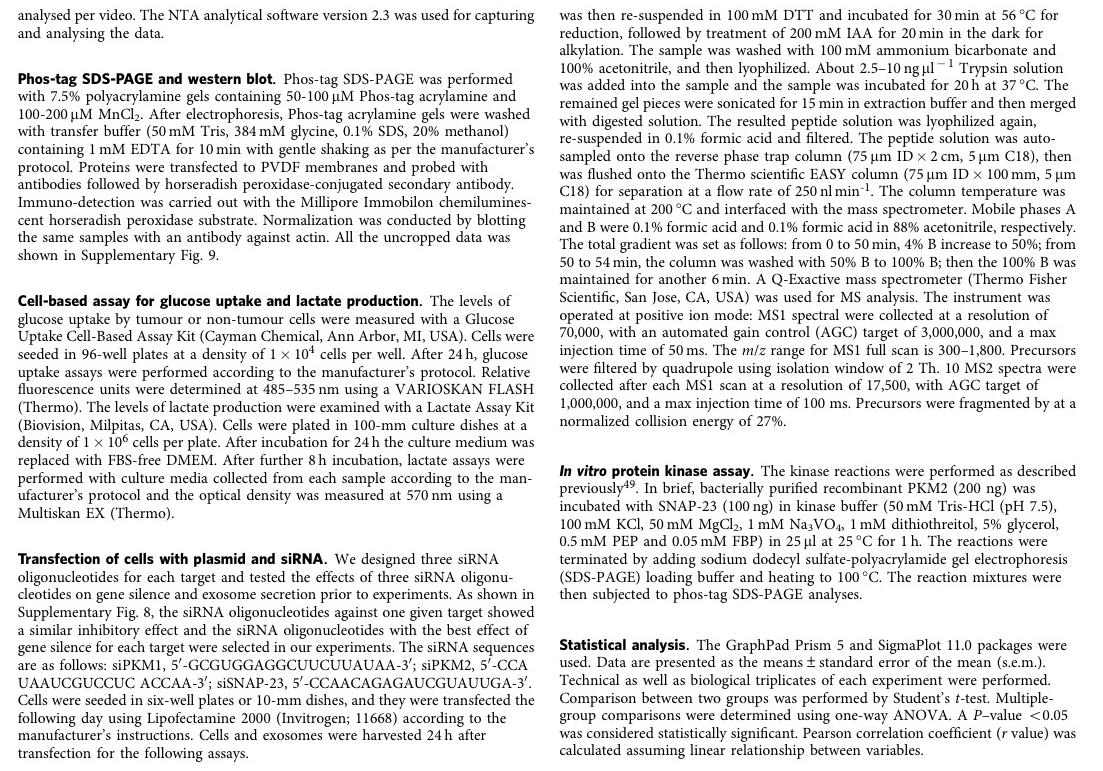 analysed per video. The NTA analytical software version 2.3 was used for capturing
and analysing the data.
Phos-tag SDS-PAGE and western blot. Phos-tag SDS-PAGE was performed
with 7.5% polyacrylamine gels containing 50-100 μM Phos-tag acrylamine and
100-200 μM MnCl₂. After electrophoresis, Phos-tag acrylamine gels were washed
with transfer buffer (50 mM Tris, 384 mM glycine, 0.1% SDS, 20% methanol)
containing 1 mM EDTA for 10 min with gentle shaking as per the manufacturer's
protocol. Proteins were transfected to PVDF membranes and probed with
antibodies followed by horseradish peroxidase-conjugated secondary antibody.
Immuno-detection was carried out with the Millipore Immobilon chemilumines-
cent horseradish peroxidase substrate. Normalization was conducted by blotting
the same samples with an antibody against actin. All the uncropped data was
shown in Supplementary Fig. 9.
Cell-based assay for glucose uptake and lactate production. The levels of
glucose uptake by tumour or non-tumour cells were measured with a Glucose
Uptake Cell-Based Assay Kit (Cayman Chemical, Ann Arbor, MI, USA). Cells were
seeded in 96-well plates at a density of 1 × 10⁴ cells per well. After 24 h, glucose
uptake assays were performed according to the manufacturer's protocol. Relative
fluorescence units were determined at 485–535 nm using a VARIOSKAN FLASH
(Thermo). The levels of lactate production were examined with a Lactate Assay Kit
(Biovision, Milpitas, CA, USA). Cells were plated in 100-mm culture dishes at a
density of 1 × 10⁶ cells per plate. After incubation for 24 h the culture medium was
replaced with FBS-free DMEM. After further 8 h incubation, lactate assays were
performed with culture media collected from each sample according to the man-
ufacturer's protocol and the optical density was measured at 570 nm using a
Multiskan EX (Thermo).
Transfection of cells with plasmid and siRNA. We designed three siRNA
oligonucleotides for each target and tested the effects of three siRNA oligonu-
cleotides on gene silence and exosome secretion prior to experiments. As shown in
Supplementary Fig. 8, the siRNA oligonucleotides against one given target showed
a similar inhibitory effect and the siRNA oligonucleotides with the best effect of
gene silence for each target were selected in our experiments. The siRNA sequences
are as follows: siPKM1, 5′-GCGUGGAGGCUUCUUAUAA-3′; siPKM2, 5′-CCA
UAAUCGUCCUC ACCAA-3′; siSNAP-23, 5′-CCAACAGAGAUCGUAUUGA-3′.
Cells were seeded in six-well plates or 10-mm dishes, and they were transfected the
following day using Lipofectamine 2000 (Invitrogen; 11668) according to the
manufacturer's instructions. Cells and exosomes were harvested 24 h after
transfection for the following assays.
was then re-suspended in 100 mM DTT and incubated for 30 min at 56 °C for
reduction, followed by treatment of 200 mM IAA for 20 min in the dark for
alkylation. The sample was washed with 100 mM ammonium bicarbonate and
100% acetonitrile, and then lyophilized. About 2.5–10 ng μl⁻¹ Trypsin solution
was added into the sample and the sample was incubated for 20 h at 37 °C. The
remained gel pieces were sonicated for 15 min in extraction buffer and then merged
with digested solution. The resulted peptide solution was lyophilized again,
re-suspended in 0.1% formic acid and filtered. The peptide solution was auto-
sampled onto the reverse phase trap column (75 μm ID × 2 cm, 5 μm C18), then
was flushed onto the Thermo scientific EASY column (75 μm ID × 100 mm, 5 μm
C18) for separation at a flow rate of 250 nl min⁻¹. The column temperature was
maintained at 200 °C and interfaced with the mass spectrometer. Mobile phases A
and B were 0.1% formic acid and 0.1% formic acid in 88% acetonitrile, respectively.
The total gradient was set as follows: from 0 to 50 min, 4% B increase to 50%; from
50 to 54 min, the column was washed with 50% B to 100% B; then the 100% B was
maintained for another 6 min. A Q-Exactive mass spectrometer (Thermo Fisher
Scientific, San Jose, CA, USA) was used for MS analysis. The instrument was
operated at positive ion mode: MS1 spectral were collected at a resolution of
70,000, with an automated gain control (AGC) target of 3,000,000, and a max
injection time of 50 ms. The m/z range for MS1 full scan is 300–1,800. Precursors
were filtered by quadrupole using isolation window of 2 Th. 10 MS2 spectra were
collected after each MS1 scan at a resolution of 17,500, with AGC target of
1,000,000, and a max injection time of 100 ms. Precursors were fragmented by at a
normalized collision energy of 27%.
In vitro protein kinase assay. The kinase reactions were performed as described
previously⁴⁹. In brief, bacterially purified recombinant PKM2 (200 ng) was
incubated with SNAP-23 (100 ng) in kinase buffer (50 mM Tris-HCl (pH 7.5),
100 mM KCl, 50 mM MgCl₂, 1 mM Na₃VO₄, 1 mM dithiothreitol, 5% glycerol,
0.5 mM PEP and 0.05 mM FBP) in 25 μl at 25 °C for 1 h. The reactions were
terminated by adding sodium dodecyl sulfate-polyacrylamide gel electrophoresis
(SDS-PAGE) loading buffer and heating to 100 °C. The reaction mixtures were
then subjected to phos-tag SDS-PAGE analyses.
Statistical analysis. The GraphPad Prism 5 and SigmaPlot 11.0 packages were
used. Data are presented as the means ± standard error of the mean (s.e.m.).
Technical as well as biological triplicates of each experiment were performed.
Comparison between two groups was performed by Student's t-test. Multiple-
group comparisons were determined using one-way ANOVA. A P–value <0.05
was considered statistically significant. Pearson correlation coefficient (r value) was
calculated assuming linear relationship between variables.